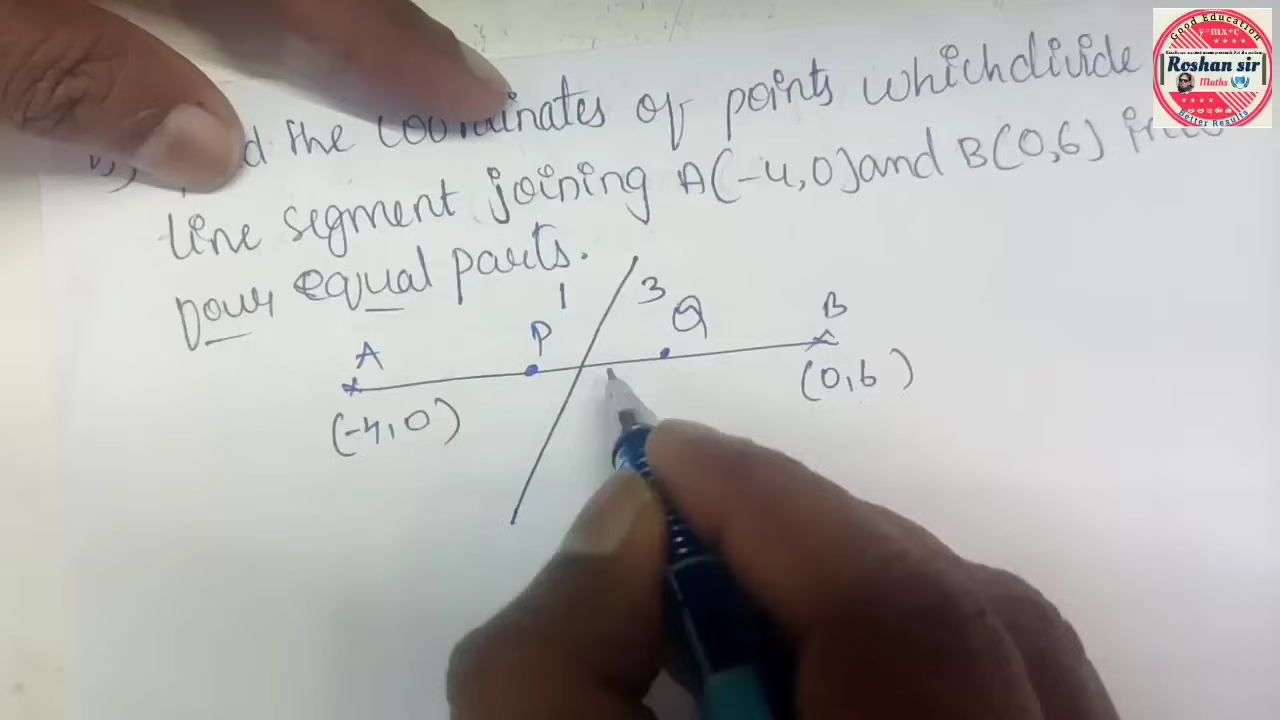 the coordinates of points which divide
line segment joining A(-4,0) and B(0,6) into
four equal parts.
1 3
A P Q B
(-4,0) (0,6)
Good Education
y=mx+c
Roshan sir
Maths
Better Results